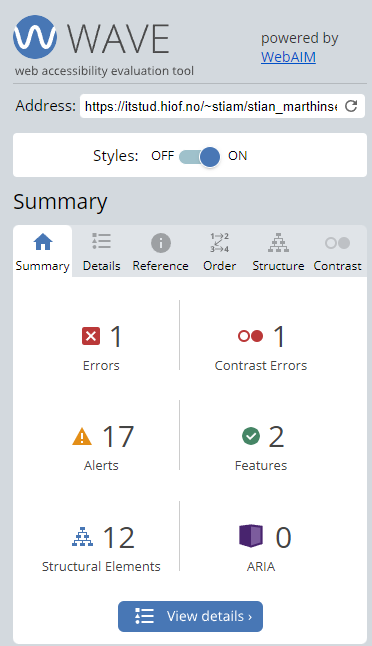 WAVE
powered by
WebAIM
web accessibility evaluation tool
Address: https://itstud.hiof.no/~stiam/stian_marthinse
Styles: OFF ON
Summary
Summary Details Reference Order Structure Contrast
1 1
Errors Contrast Errors
17 2
Alerts Features
12 0
Structural Elements ARIA
View details ›